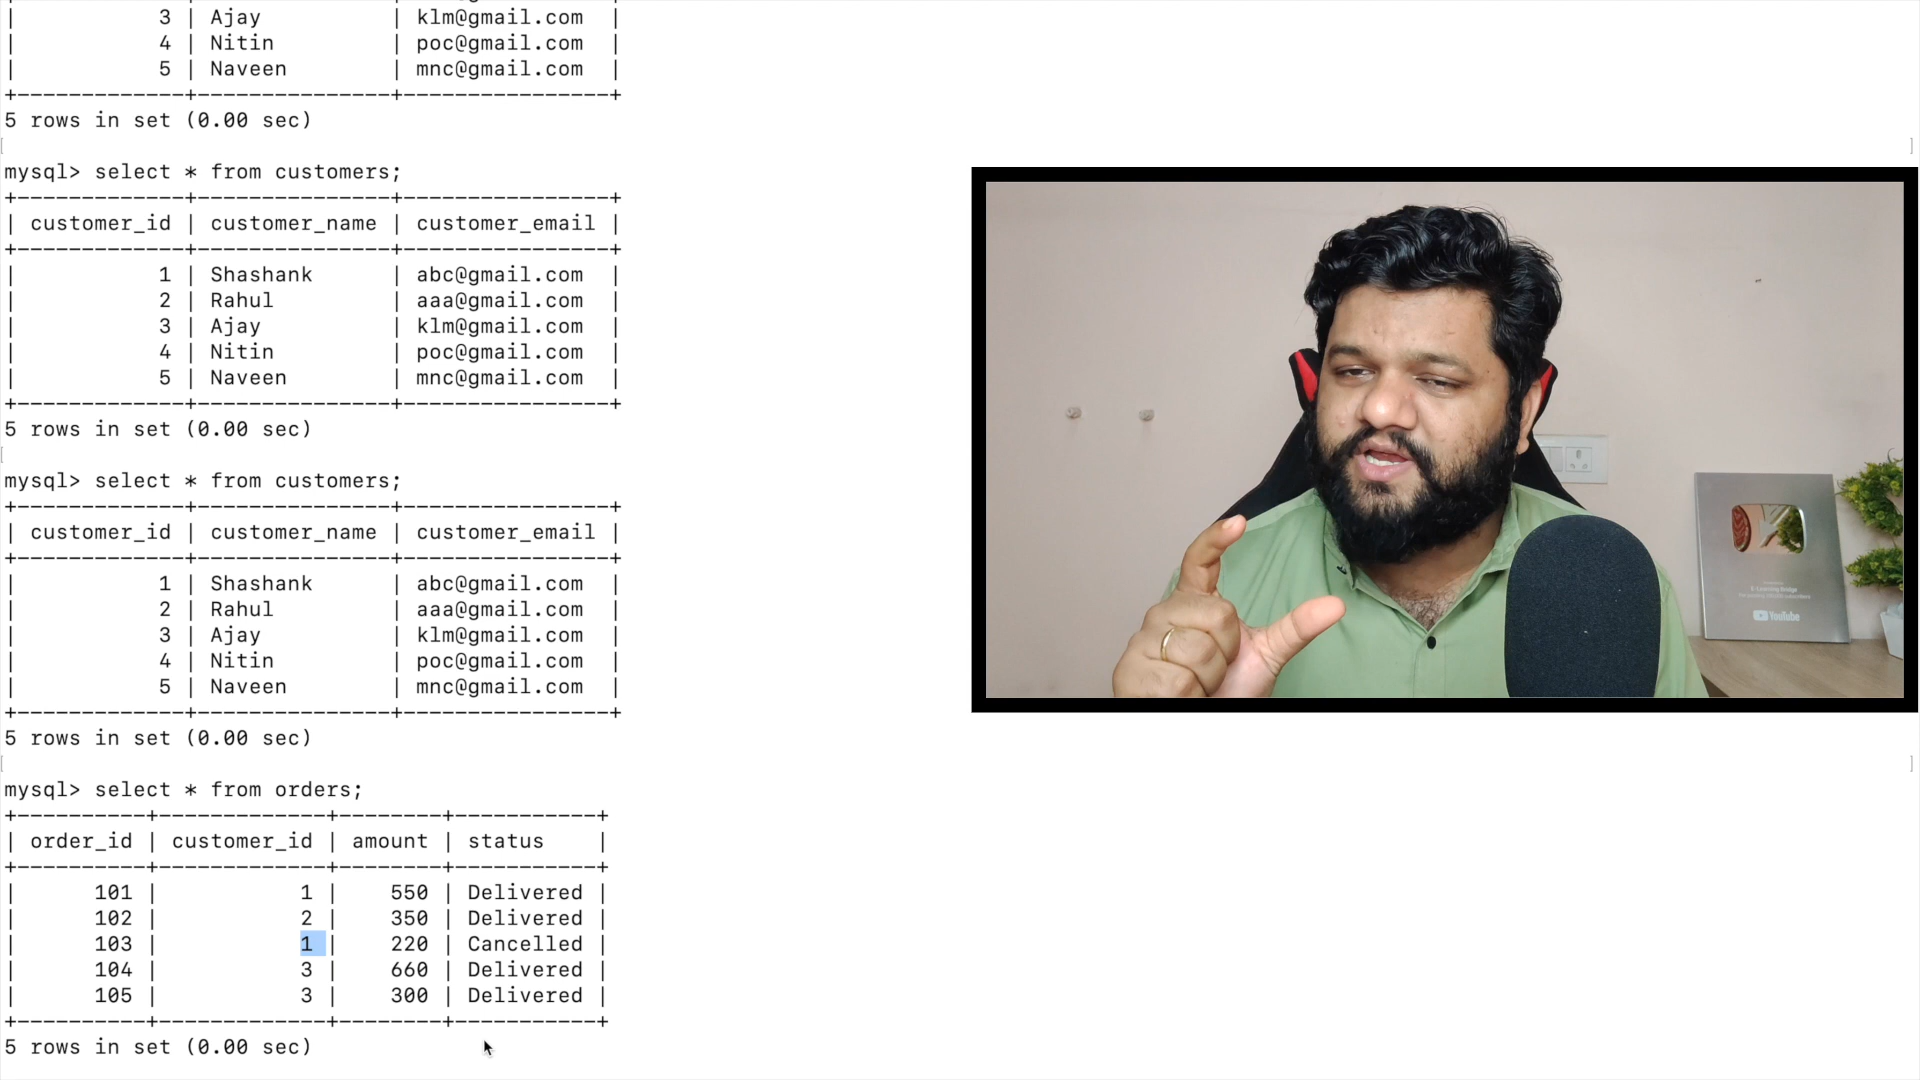 |           3 | Ajay          | klm@gmail.com  |
|           4 | Nitin         | poc@gmail.com  |
|           5 | Naveen        | mnc@gmail.com  |
+-------------+---------------+----------------+
5 rows in set (0.00 sec)
[ ]
mysql> select * from customers;
+-------------+---------------+----------------+
| customer_id | customer_name | customer_email |
+-------------+---------------+----------------+
|           1 | Shashank      | abc@gmail.com  |
|           2 | Rahul         | aaa@gmail.com  |
|           3 | Ajay          | klm@gmail.com  |
|           4 | Nitin         | poc@gmail.com  |
|           5 | Naveen        | mnc@gmail.com  |
+-------------+---------------+----------------+
5 rows in set (0.00 sec)
[
mysql> select * from customers;
+-------------+---------------+----------------+
| customer_id | customer_name | customer_email |
+-------------+---------------+----------------+
|           1 | Shashank      | abc@gmail.com  |
|           2 | Rahul         | aaa@gmail.com  |
|           3 | Ajay          | klm@gmail.com  |
|           4 | Nitin         | poc@gmail.com  |
|           5 | Naveen        | mnc@gmail.com  |
+-------------+---------------+----------------+
5 rows in set (0.00 sec)
[ ]
mysql> select * from orders;
+----------+-------------+--------+-----------+
| order_id | customer_id | amount | status    |
+----------+-------------+--------+-----------+
|      101 |           1 |    550 | Delivered |
|      102 |           2 |    350 | Delivered |
|      103 |           1 |    220 | Cancelled |
|      104 |           3 |    660 | Delivered |
|      105 |           3 |    300 | Delivered |
+----------+-------------+--------+-----------+
5 rows in set (0.00 sec)
E-Learning Bridge
YouTube